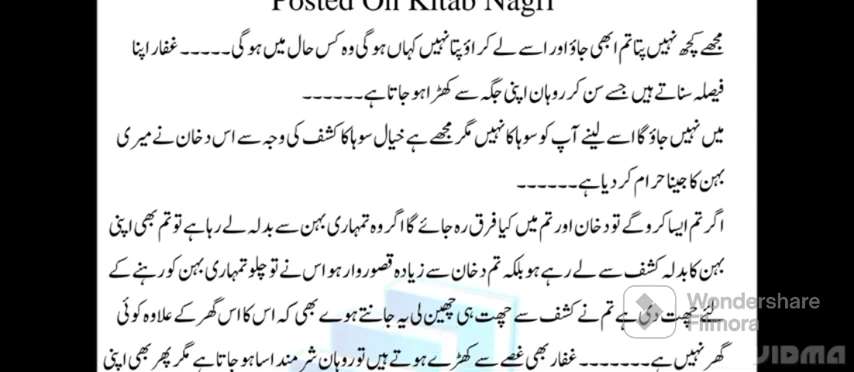 Posted On Kitab Nagri
مجھے کچھ نہیں پتا تم ابھی جاؤ اور اسے لے کر اؤ پتا نہیں کہاں ہو گی وہ کس حال میں ہو گی۔۔۔۔۔ غفار اپنا
فیصلہ سناتے ہیں جسے سن کر روہان اپنی جگہ سے کھڑا ہو جاتا ہے۔۔۔۔۔۔
میں نہیں جاؤ گا اسے لینے آپ کو سوہا کا نہیں مگر مجھے ہے خیال سوہا کا کشف کی وجہ سے اس دخان نے میری
بہن کا جینا حرام کر دیا ہے۔۔۔۔۔۔
اگر تم ایسا کرو گے تو دخان اور تم میں کیا فرق رہ جائے گا اگر وہ تمہاری بہن سے بدلہ لے رہا ہے تو تم بھی اپنی
بہن کا بدلہ کشف سے لے رہے ہو بلکہ تم دخان سے زیادہ قصوروار ہو اس نے تو چلو تمہاری بہن کو رہنے کے
لئے چھت دی ہے تم نے کشف سے چھت ہی چھین لی یہ جانتے ہوے بھی کہ اس کا اس گھر کے علاوہ کوئی
گھر نہیں ہے۔۔۔۔۔۔۔ غفار بھی غصے سے کھڑے ہوتے ہیں تو روہان شرمندا سا ہو جاتا ہے مگر پھر بھی اپنی
Wondershare
Filmora
VIDMA